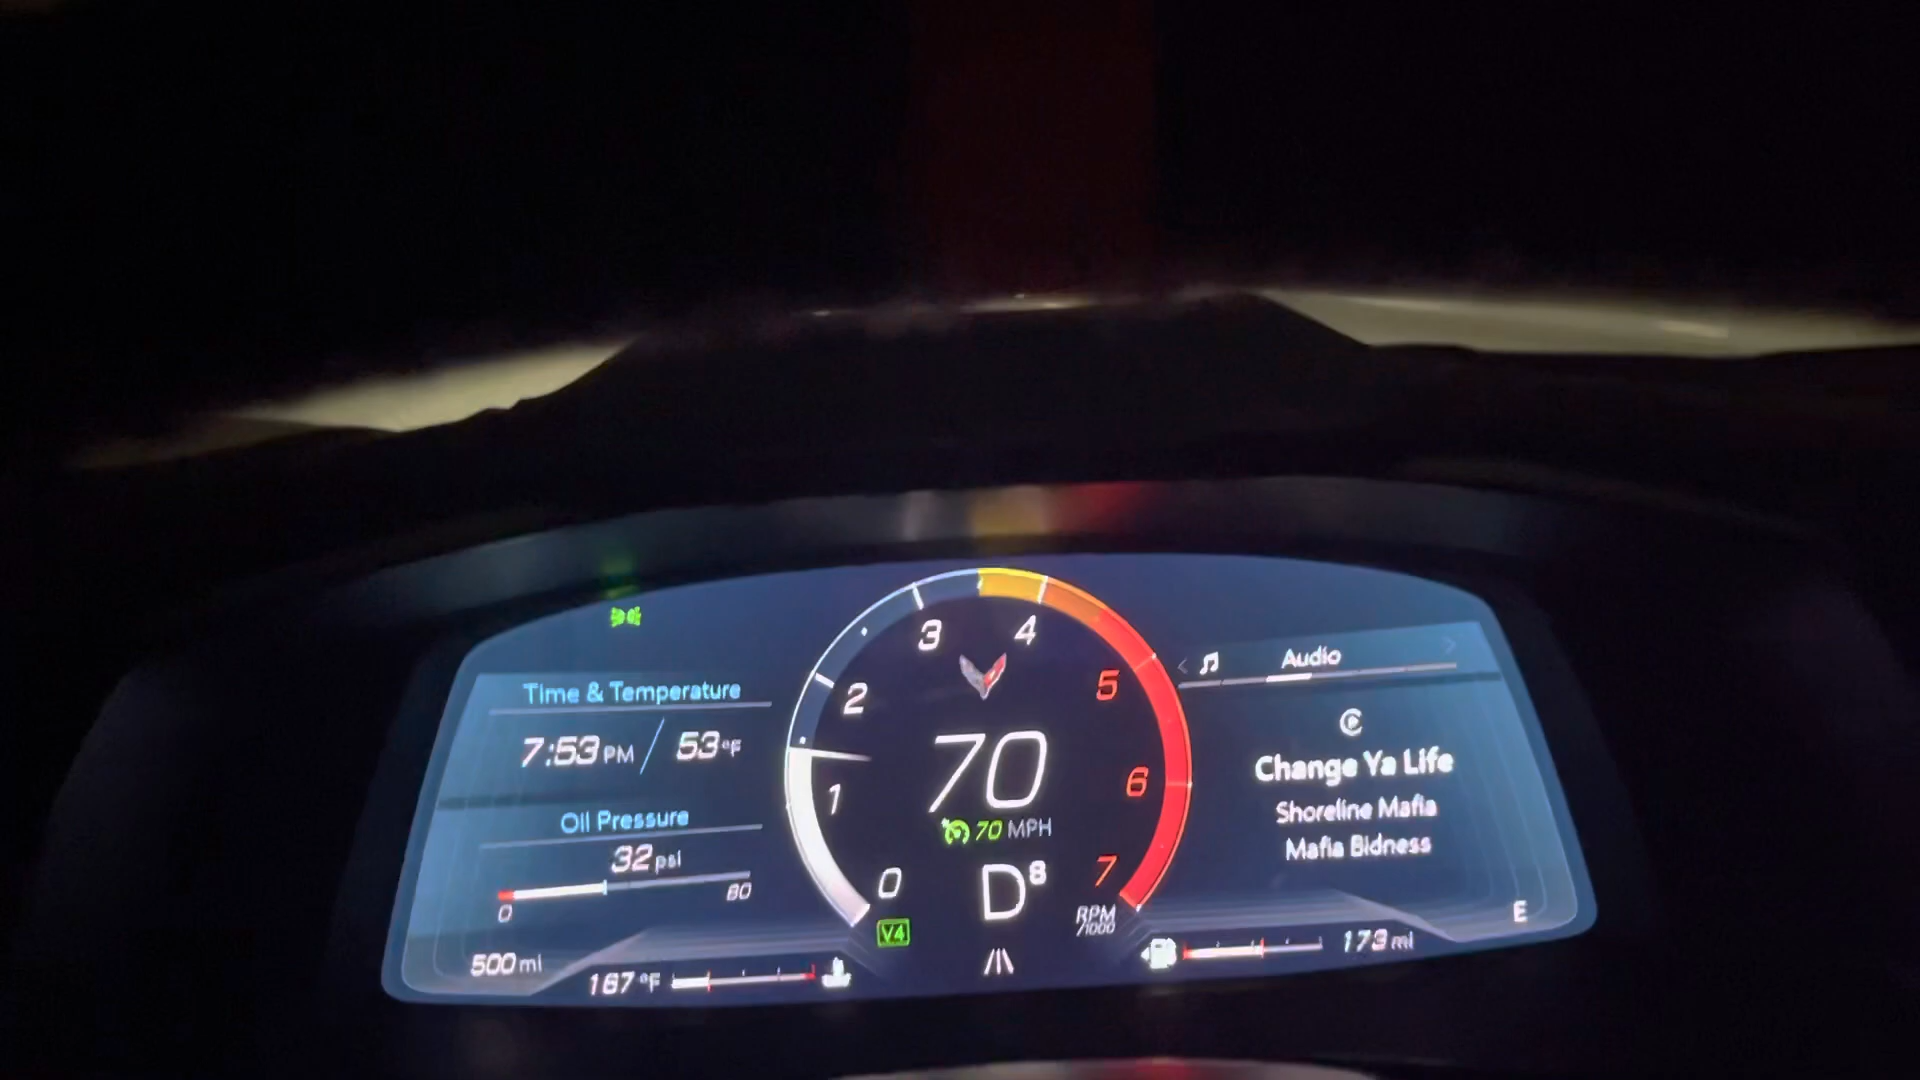 Time & Temperature
7:53 PM / 53 °F
Oil Pressure
32 psi
0 80
500 mi
167 °F
0
1
2
3
4
5
6
7
RPM
/1000
70
70 MPH
D8
V4
Audio
Change Ya Life
Shoreline Mafia
Mafia Bidness
E
173 mi